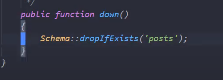 */
public function down()
{
Schema::dropIfExists('posts');
}
}